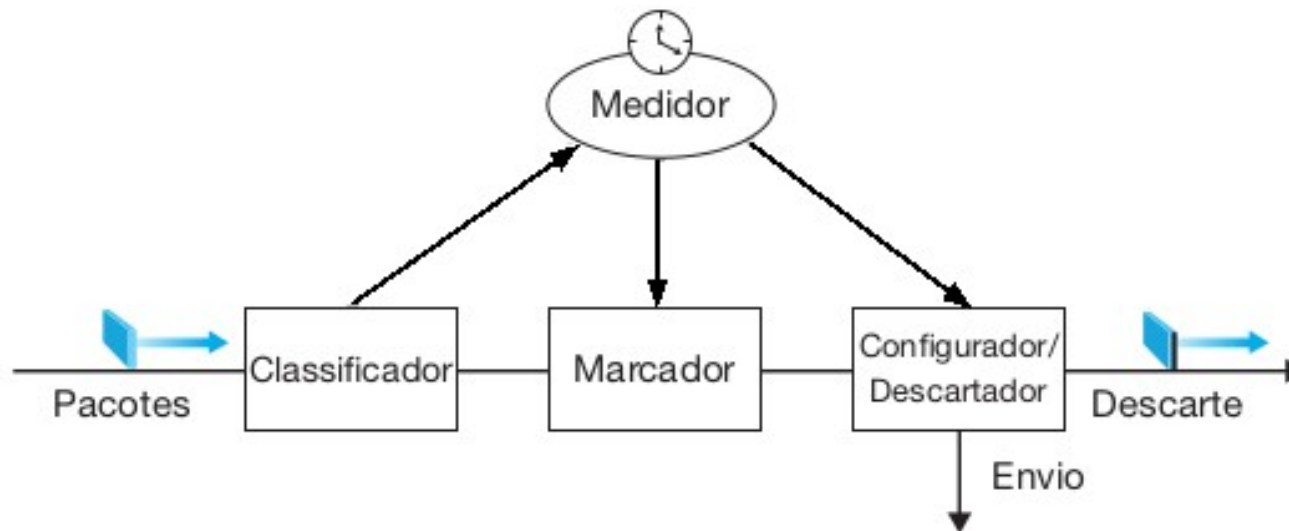 Medidor
Pacotes
Classificador
Marcador
Configurador/
Descartador
Descarte
Envio